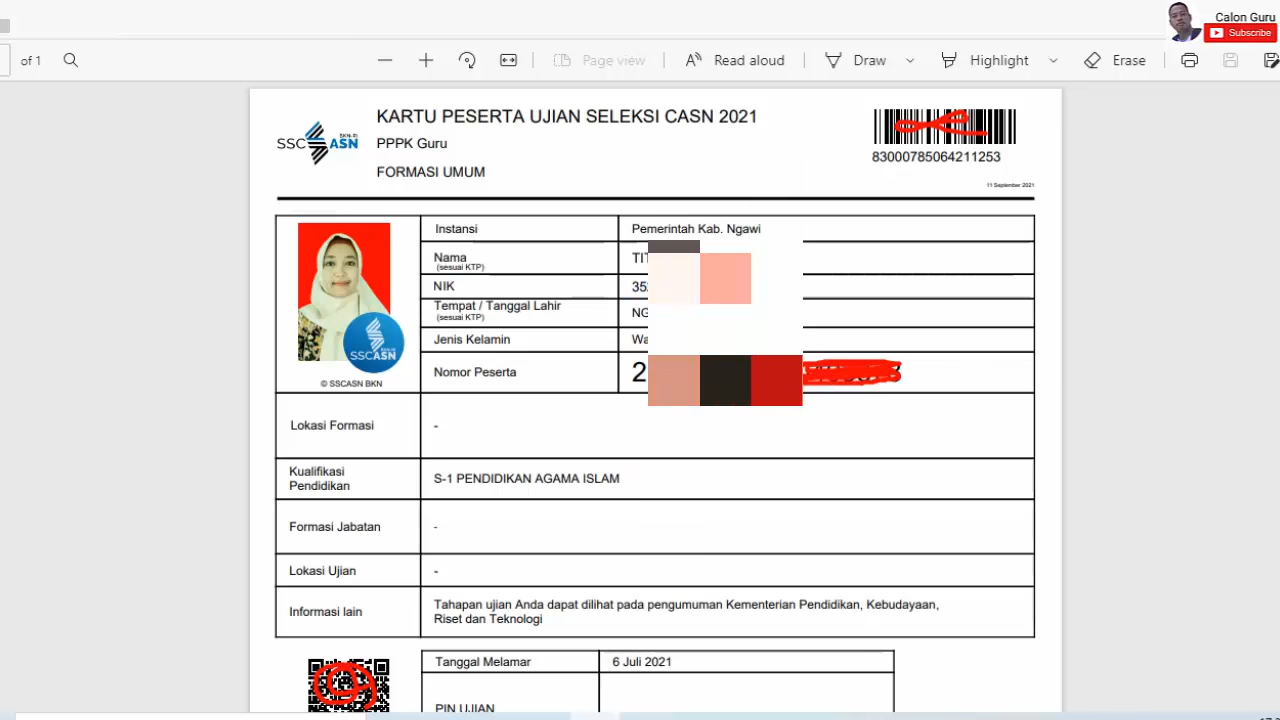 Calon Guru
Subscribe
of 1
Page view
Read aloud
Draw
Highlight
Erase
KARTU PESERTA UJIAN SELEKSI CASN 2021
PPPK Guru
FORMASI UMUM
SSC ASN
BKN-RI
83000785064211253
11 September 2021
Instansi Pemerintah Kab. Ngawi
Nama
(sesuai KTP)
NIK
Tempat / Tanggal Lahir
(sesuai KTP)
Jenis Kelamin
Nomor Peserta
SSCASN
© SSCASN BKN
Lokasi Formasi -
Kualifikasi
Pendidikan
S-1 PENDIDIKAN AGAMA ISLAM
Formasi Jabatan -
Lokasi Ujian -
Informasi lain
Tahapan ujian Anda dapat dilihat pada pengumuman Kementerian Pendidikan, Kebudayaan,
Riset dan Teknologi
Tanggal Melamar 6 Juli 2021
PIN UJIAN